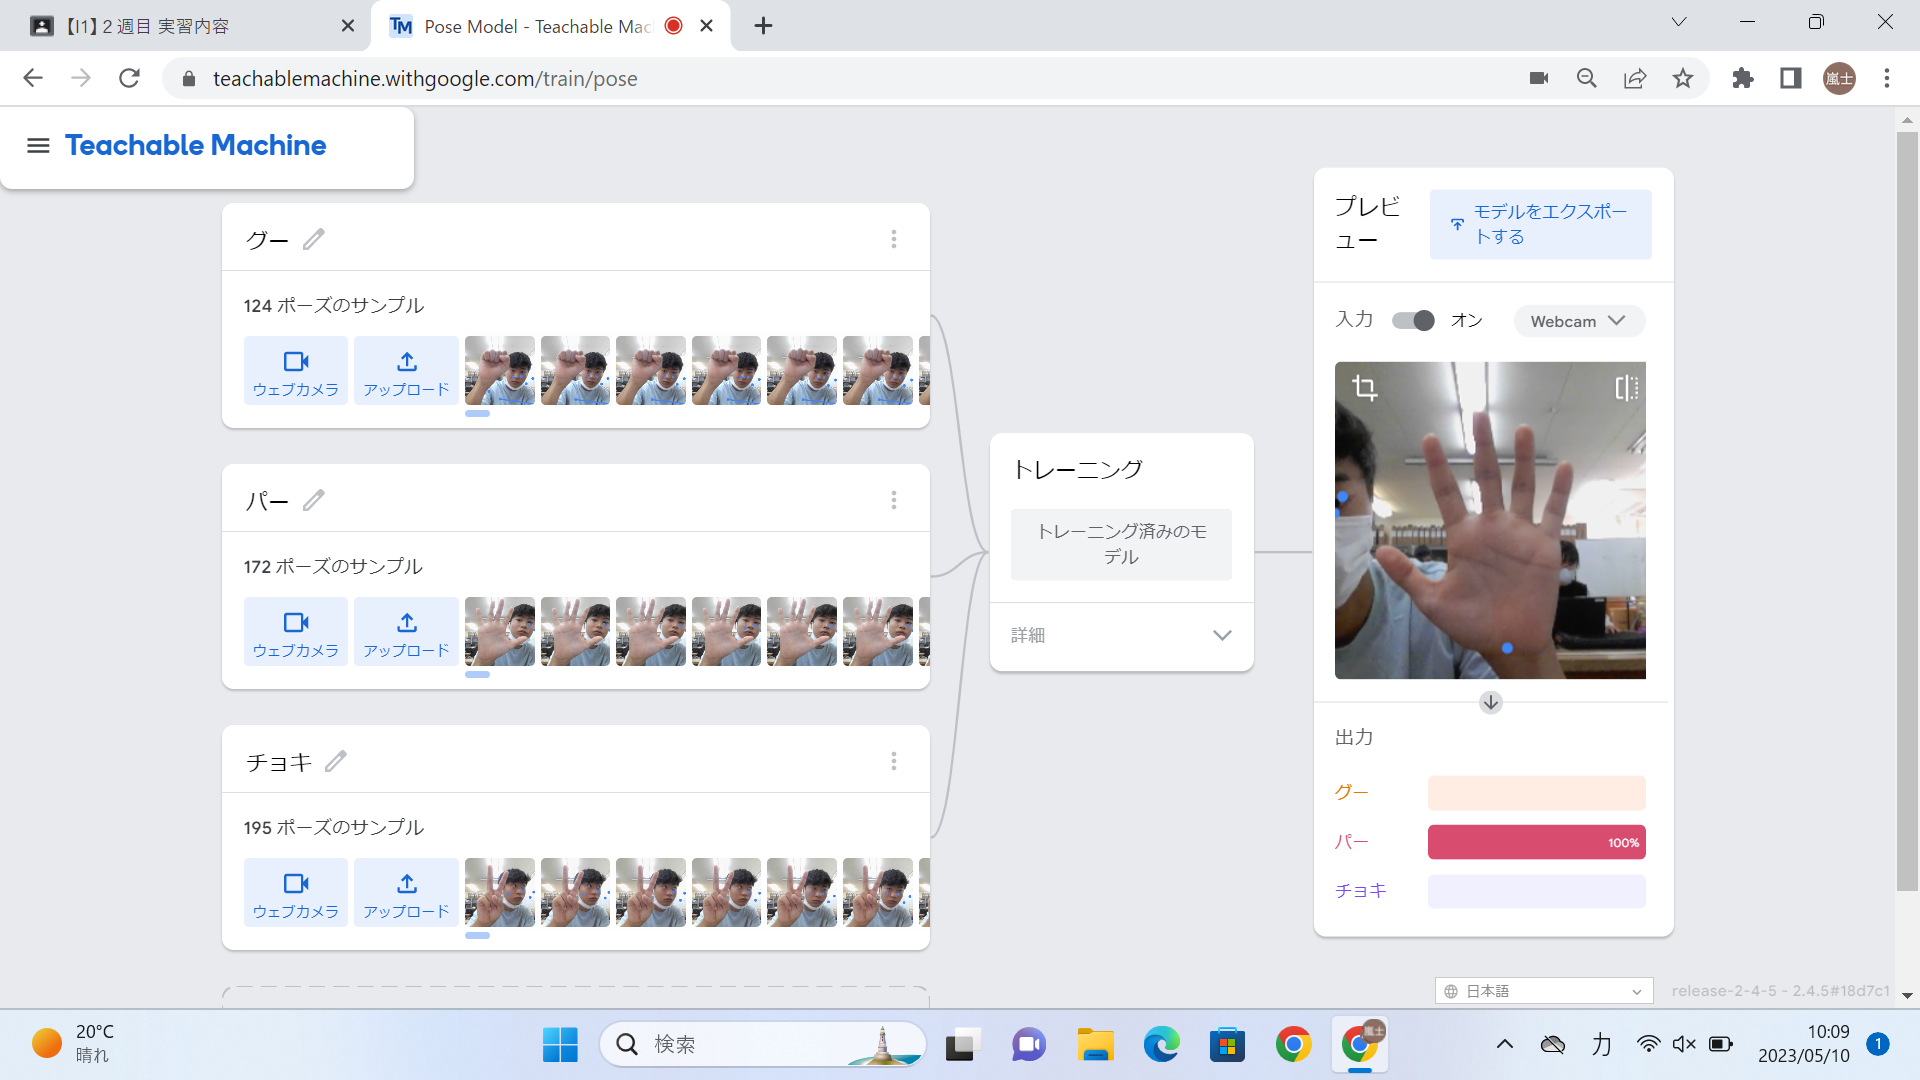 【I1】２週目 実習内容
TM Pose Model - Teachable Mac
teachablemachine.withgoogle.com/train/pose
嵐士
Teachable Machine
グー
124 ポーズのサンプル
ウェブカメラ
アップロード
パー
172 ポーズのサンプル
ウェブカメラ
アップロード
チョキ
195 ポーズのサンプル
ウェブカメラ
アップロード
トレーニング
トレーニング済みのモ
デル
詳細
プレビ
ュー
モデルをエクスポー
トする
入力
オン
Webcam
出力
グー
パー
100%
チョキ
日本語
release-2-4-5 - 2.4.5#18d7c1
20°C
晴れ
検索
嵐士
力
10:09
2023/05/10
1